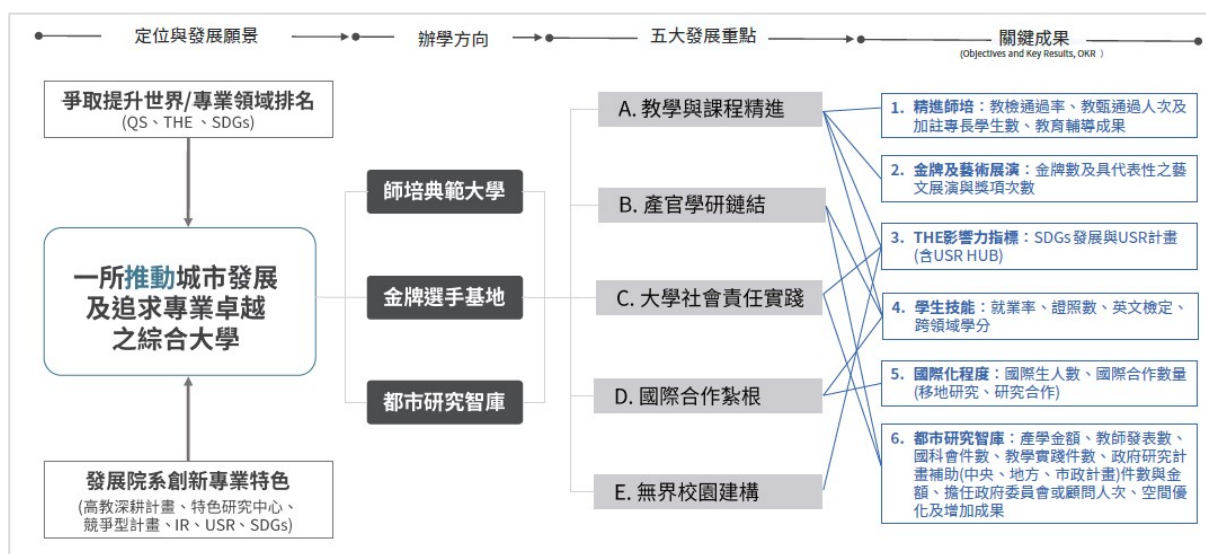 定位與發展願景
辦學方向
五大發展重點
關鍵成果
(Objectives and Key Results, OKR )
爭取提升世界/專業領域排名
(QS、THE 、SDGs)
一所推動城市發展
及追求專業卓越
之綜合大學
發展院系創新專業特色
(高教深耕計畫、特色研究中心、
競爭型計畫、IR、USR、SDGs)
師培典範大學
金牌選手基地
都市研究智庫
A. 教學與課程精進
B. 產官學研鏈結
C. 大學社會責任實踐
D. 國際合作紮根
E. 無界校園建構
1. 精進師培：教檢通過率、教甄通過人次及
加註專長學生數、教育輔導成果
2. 金牌及藝術展演：金牌數及具代表性之藝
文展演與獎項次數
3. THE影響力指標：SDGs發展與USR計畫
(含USR HUB)
4. 學生技能：就業率、證照數、英文檢定、
跨領域學分
5. 國際化程度：國際生人數、國際合作數量
(移地研究、研究合作)
6. 都市研究智庫：產學金額、教師發表數、
國科會件數、教學實踐件數、政府研究計
畫補助(中央、地方、市政計畫)件數與金
額、擔任政府委員會或顧問人次、空間優
化及增加成果